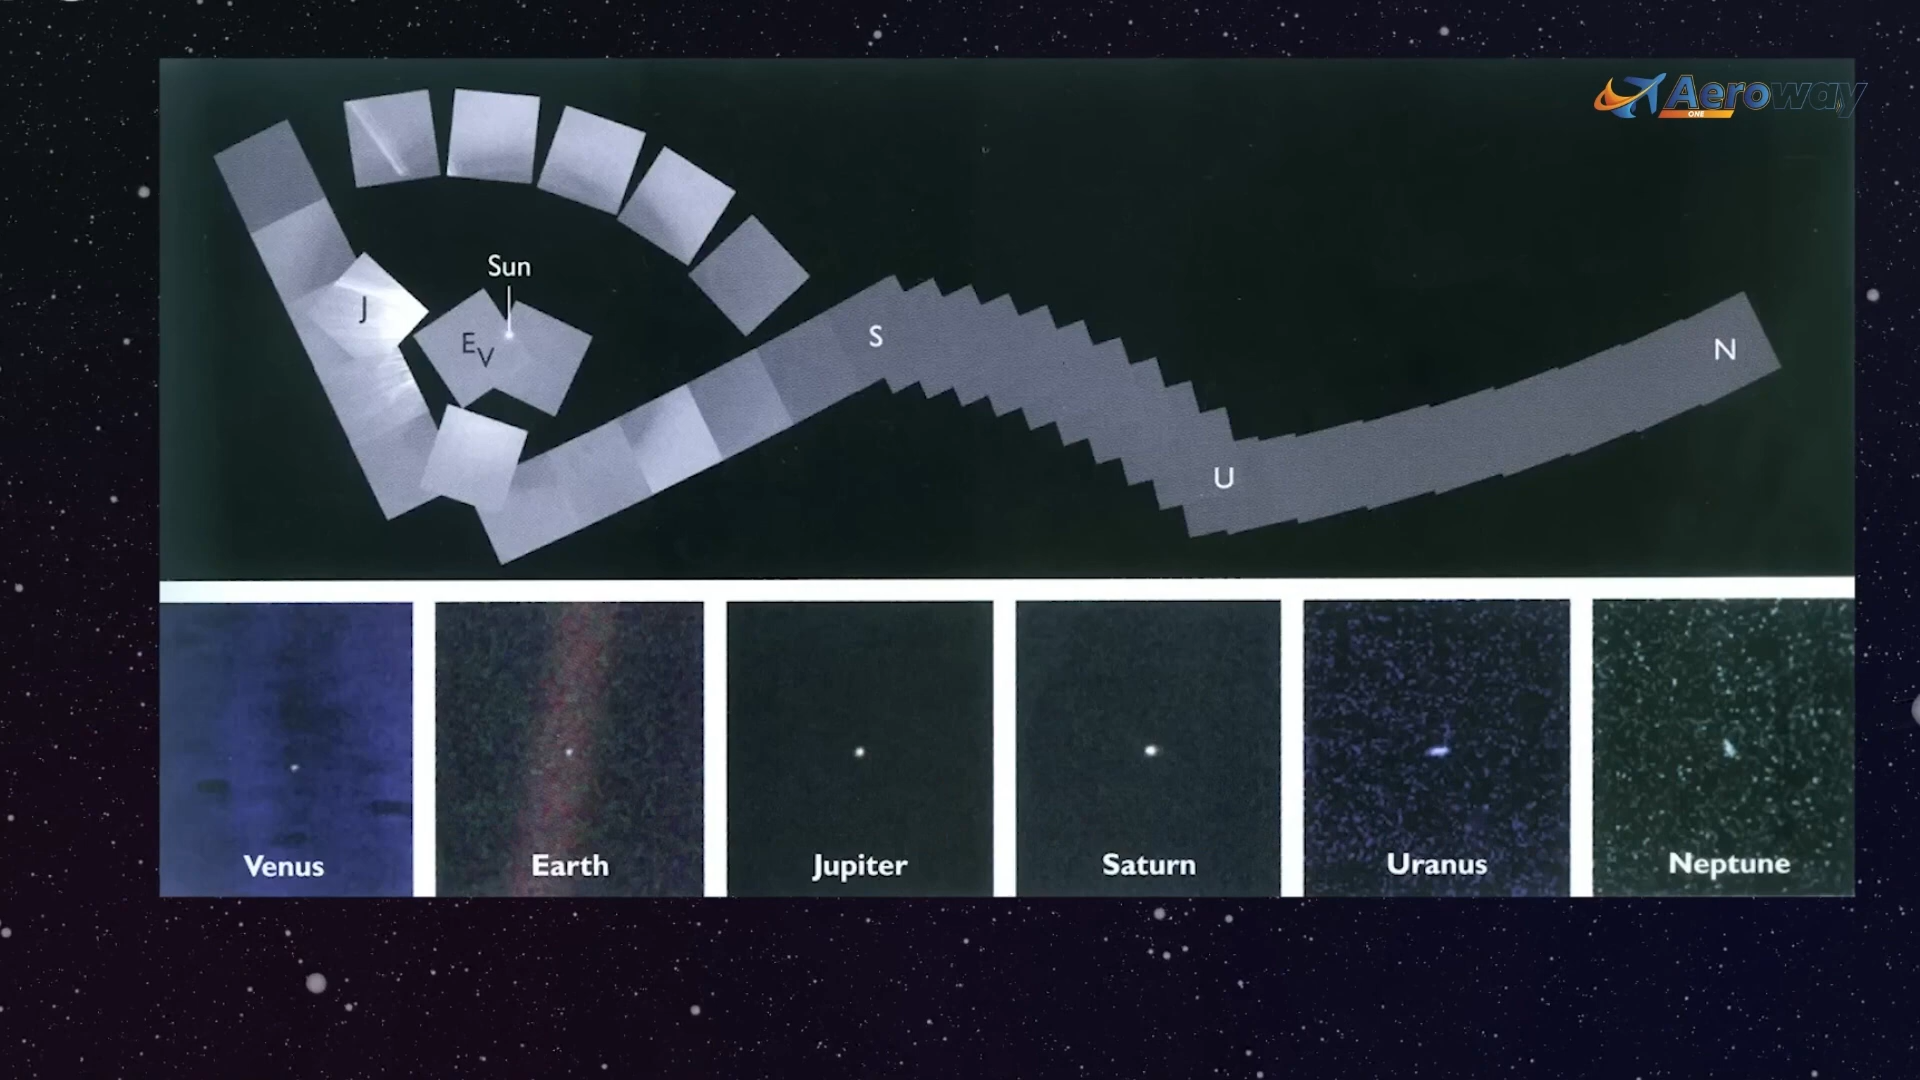 Aeroway
ONE
Sun
J
E
V
S
U
N
Venus
Earth
Jupiter
Saturn
Uranus
Neptune